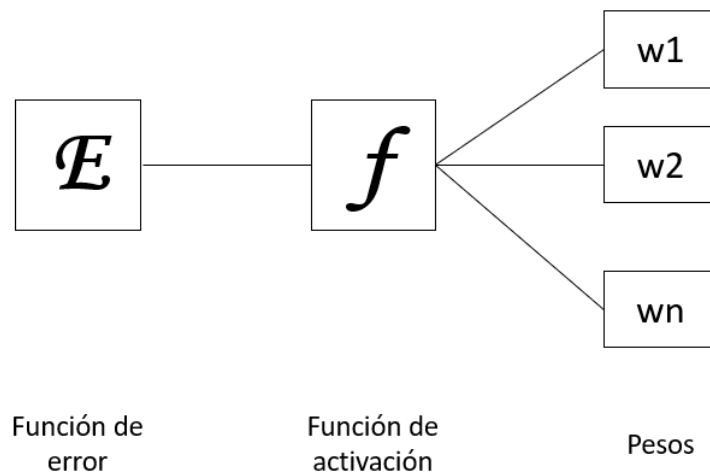 w1
ℰ
f
w2
wn
Función de
error
Función de
activación
Pesos